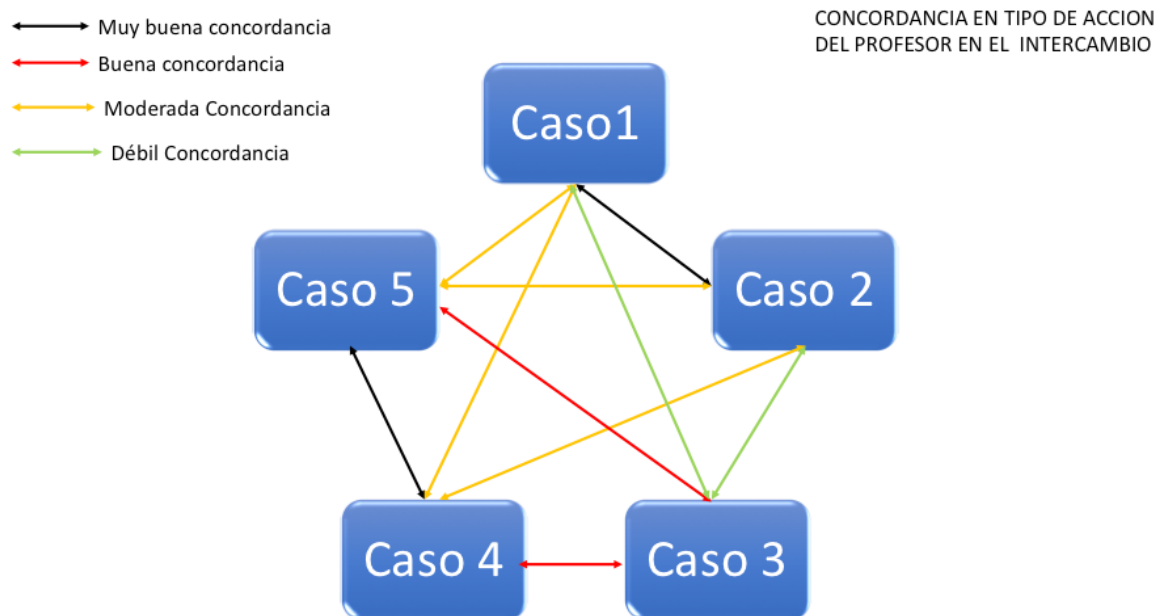 Muy buena concordancia
Buena concordancia
Moderada Concordancia
Débil Concordancia
CONCORDANCIA EN TIPO DE ACCION
DEL PROFESOR EN EL INTERCAMBIO
Caso1
Caso 5
Caso 2
Caso 4
Caso 3